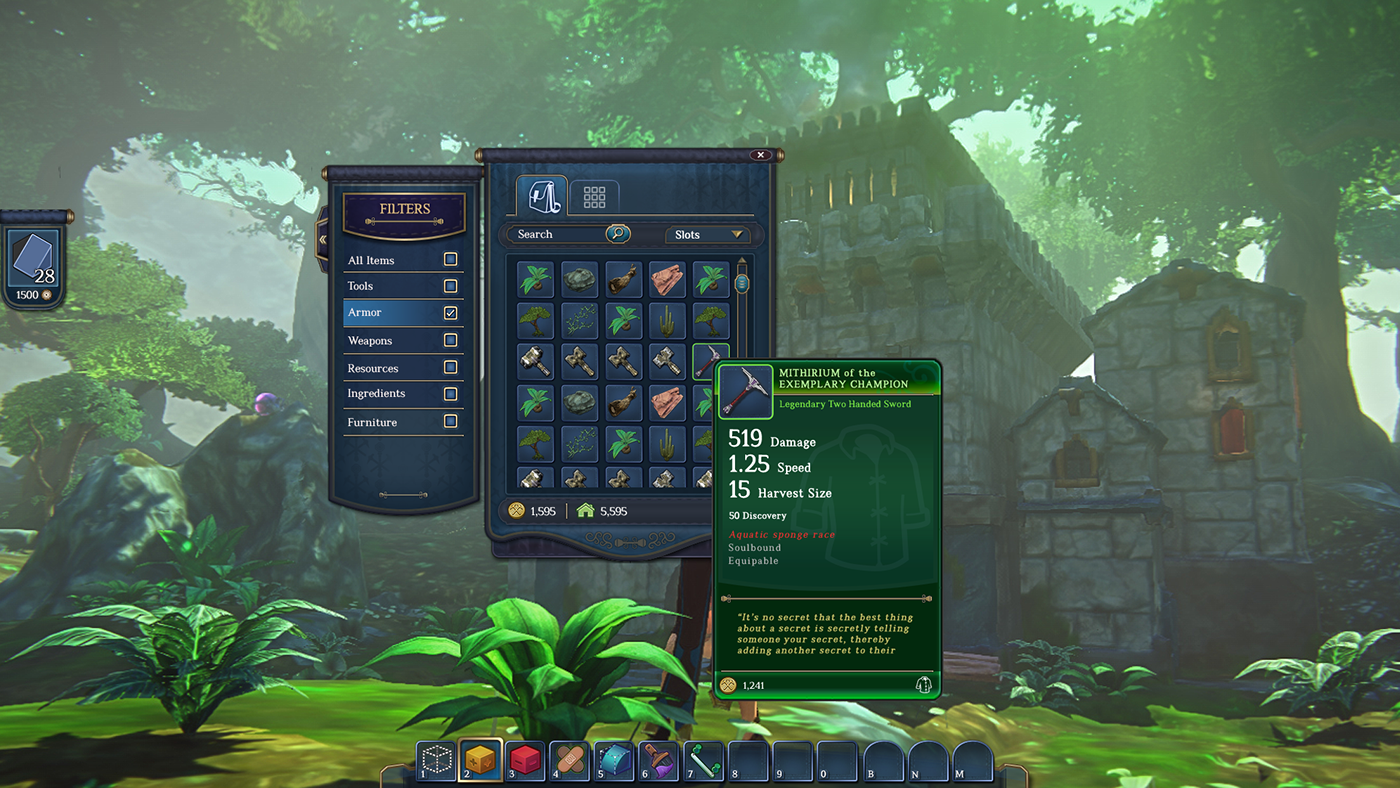 28
1500
FILTERS
All Items
Tools
Armor
Weapons
Resources
Ingredients
Furniture
Search
Slots
1,595
5,595
MITHIRIUM of the
EXEMPLARY CHAMPION
Legendary Two Handed Sword
519 Damage
1.25 Speed
15 Harvest Size
50 Discovery
Aquatic sponge race
Soulbound
Equipable
"It's no secret that the best thing
about a secret is secretly telling
someone your secret, thereby
adding another secret to their
1,241
1 2 3 4 5 6 7 8 9 0 B N M